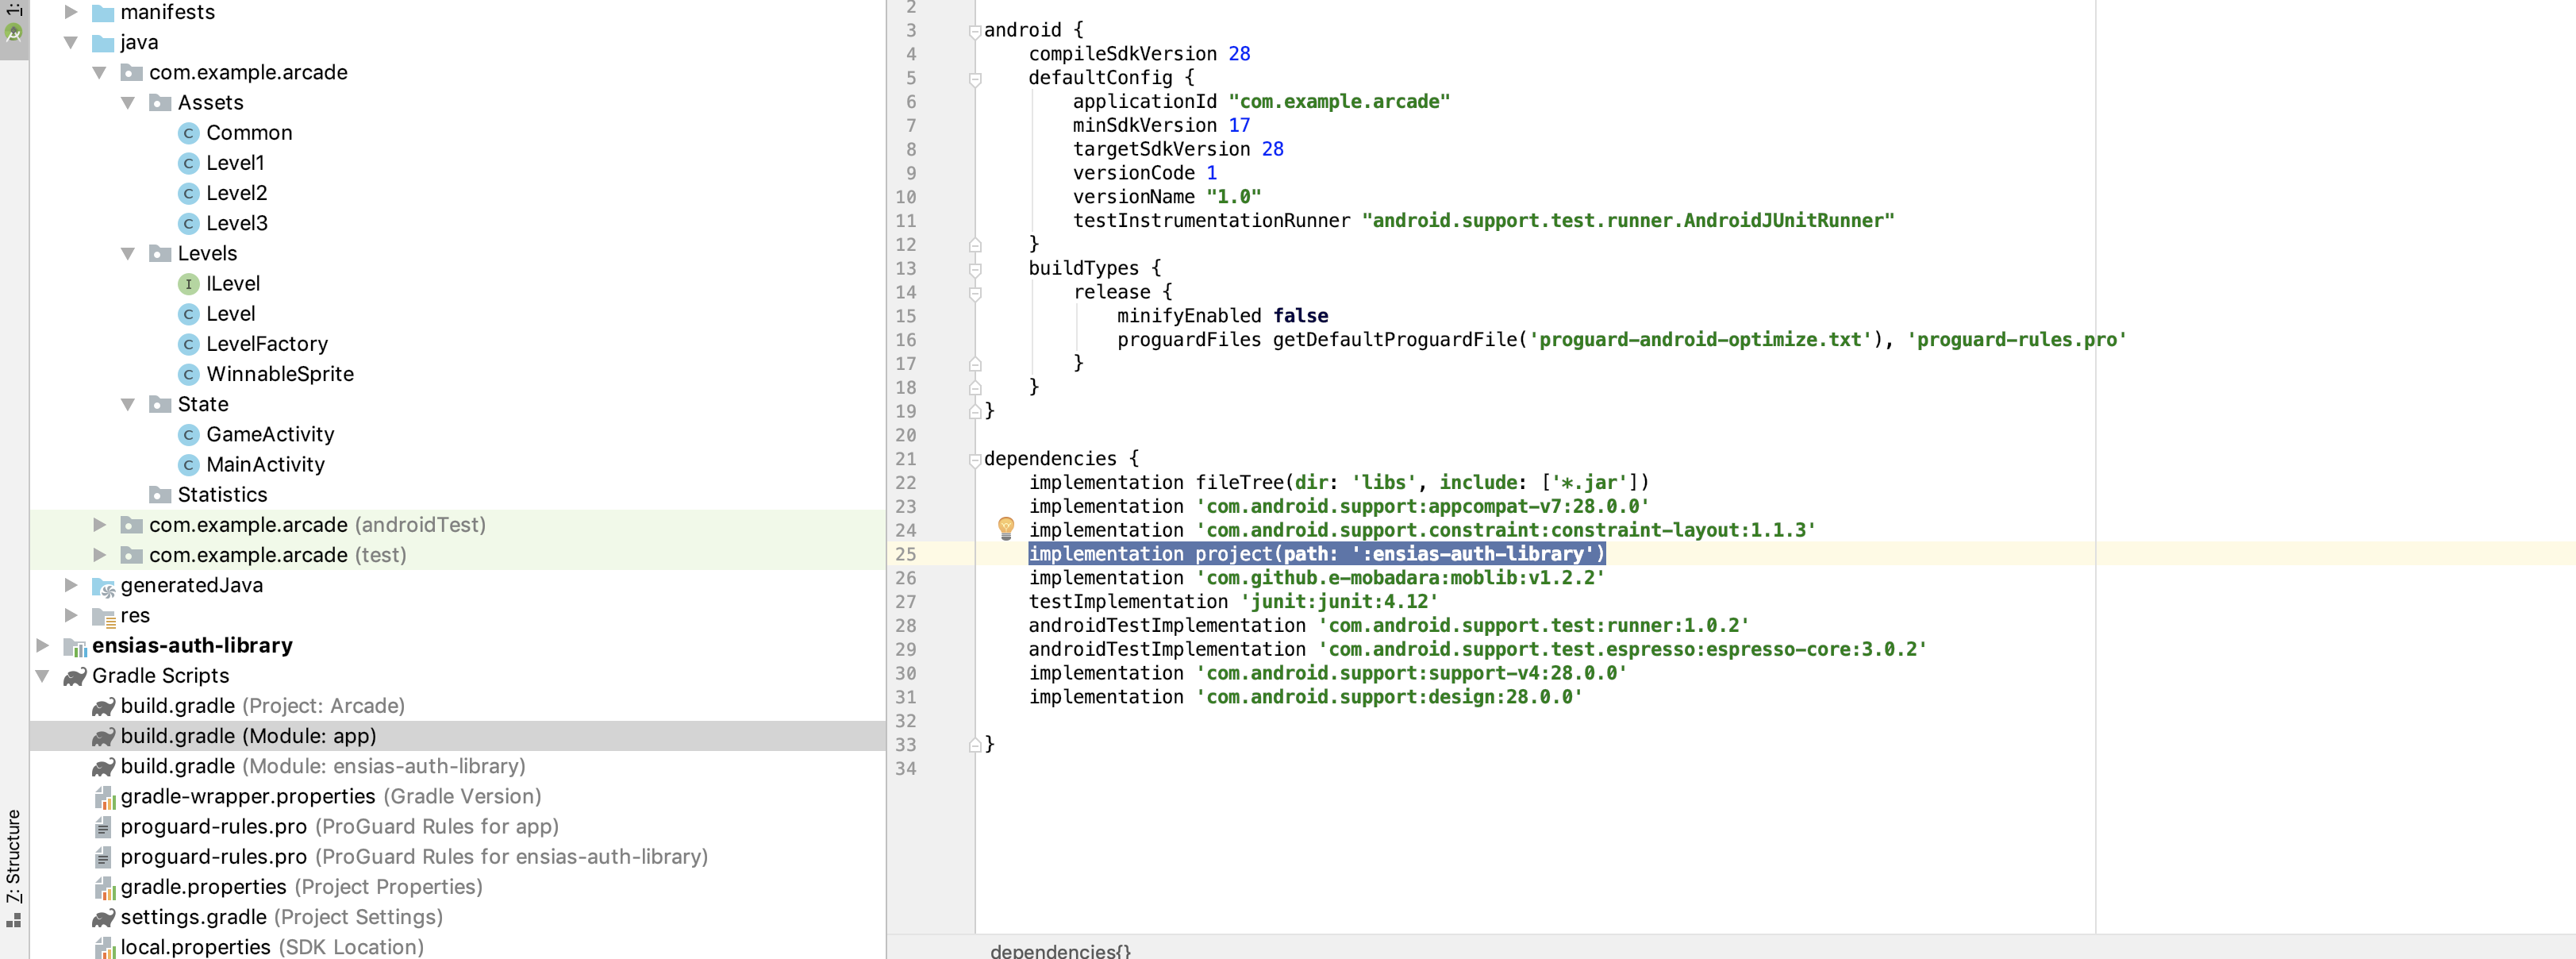 1:
manifests
java
com.example.arcade
Assets
Common
Level1
Level2
Level3
Levels
ILevel
Level
LevelFactory
WinnableSprite
State
GameActivity
MainActivity
Statistics
com.example.arcade (androidTest)
com.example.arcade (test)
generatedJava
res
ensias-auth-library
Gradle Scripts
build.gradle (Project: Arcade)
build.gradle (Module: app)
build.gradle (Module: ensias-auth-library)
gradle-wrapper.properties (Gradle Version)
proguard-rules.pro (ProGuard Rules for app)
proguard-rules.pro (ProGuard Rules for ensias-auth-library)
gradle.properties (Project Properties)
settings.gradle (Project Settings)
local.properties (SDK Location)
Z: Structure
2
3 android {
4 compileSdkVersion 28
5 defaultConfig {
6 applicationId "com.example.arcade"
7 minSdkVersion 17
8 targetSdkVersion 28
9 versionCode 1
10 versionName "1.0"
11 testInstrumentationRunner "android.support.test.runner.AndroidJUnitRunner"
12 }
13 buildTypes {
14 release {
15 minifyEnabled false
16 proguardFiles getDefaultProguardFile('proguard-android-optimize.txt'), 'proguard-rules.pro'
17 }
18 }
19 }
20
21 dependencies {
22 implementation fileTree(dir: 'libs', include: ['*.jar'])
23 implementation 'com.android.support:appcompat-v7:28.0.0'
24 implementation 'com.android.support.constraint:constraint-layout:1.1.3'
25 implementation project(path: ':ensias-auth-library')
26 implementation 'com.github.e-mobadara:moblib:v1.2.2'
27 testImplementation 'junit:junit:4.12'
28 androidTestImplementation 'com.android.support.test:runner:1.0.2'
29 androidTestImplementation 'com.android.support.test.espresso:espresso-core:3.0.2'
30 implementation 'com.android.support:support-v4:28.0.0'
31 implementation 'com.android.support:design:28.0.0'
32
33 }
34
dependencies{}